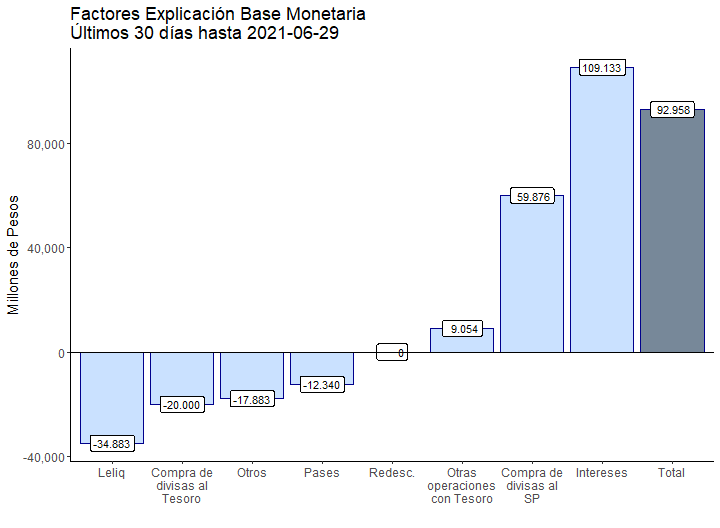 Factores Explicación Base Monetaria
Últimos 30 días hasta 2021-06-29
Millones de Pesos
80,000
40,000
0
-40,000
-34.883
-20.000
-17.883
-12.340
0
9.054
59.876
109.133
92.958
Leliq
Compra de
divisas al
Tesoro
Otros
Pases
Redesc.
Otras
operaciones
con Tesoro
Compra de
divisas al
SP
Intereses
Total